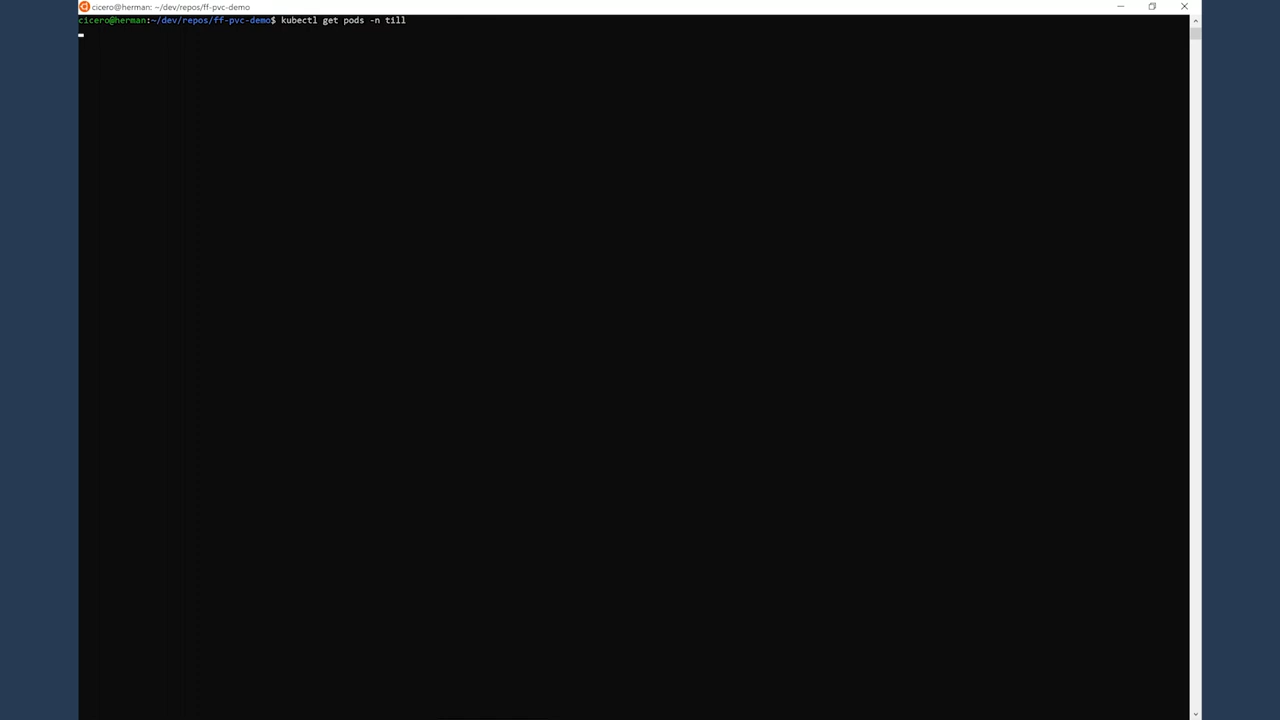 cicero@herman: ~/dev/repos/ff-pvc-demo
cicero@herman:~/dev/repos/ff-pvc-demo$ kubectl get pods -n till